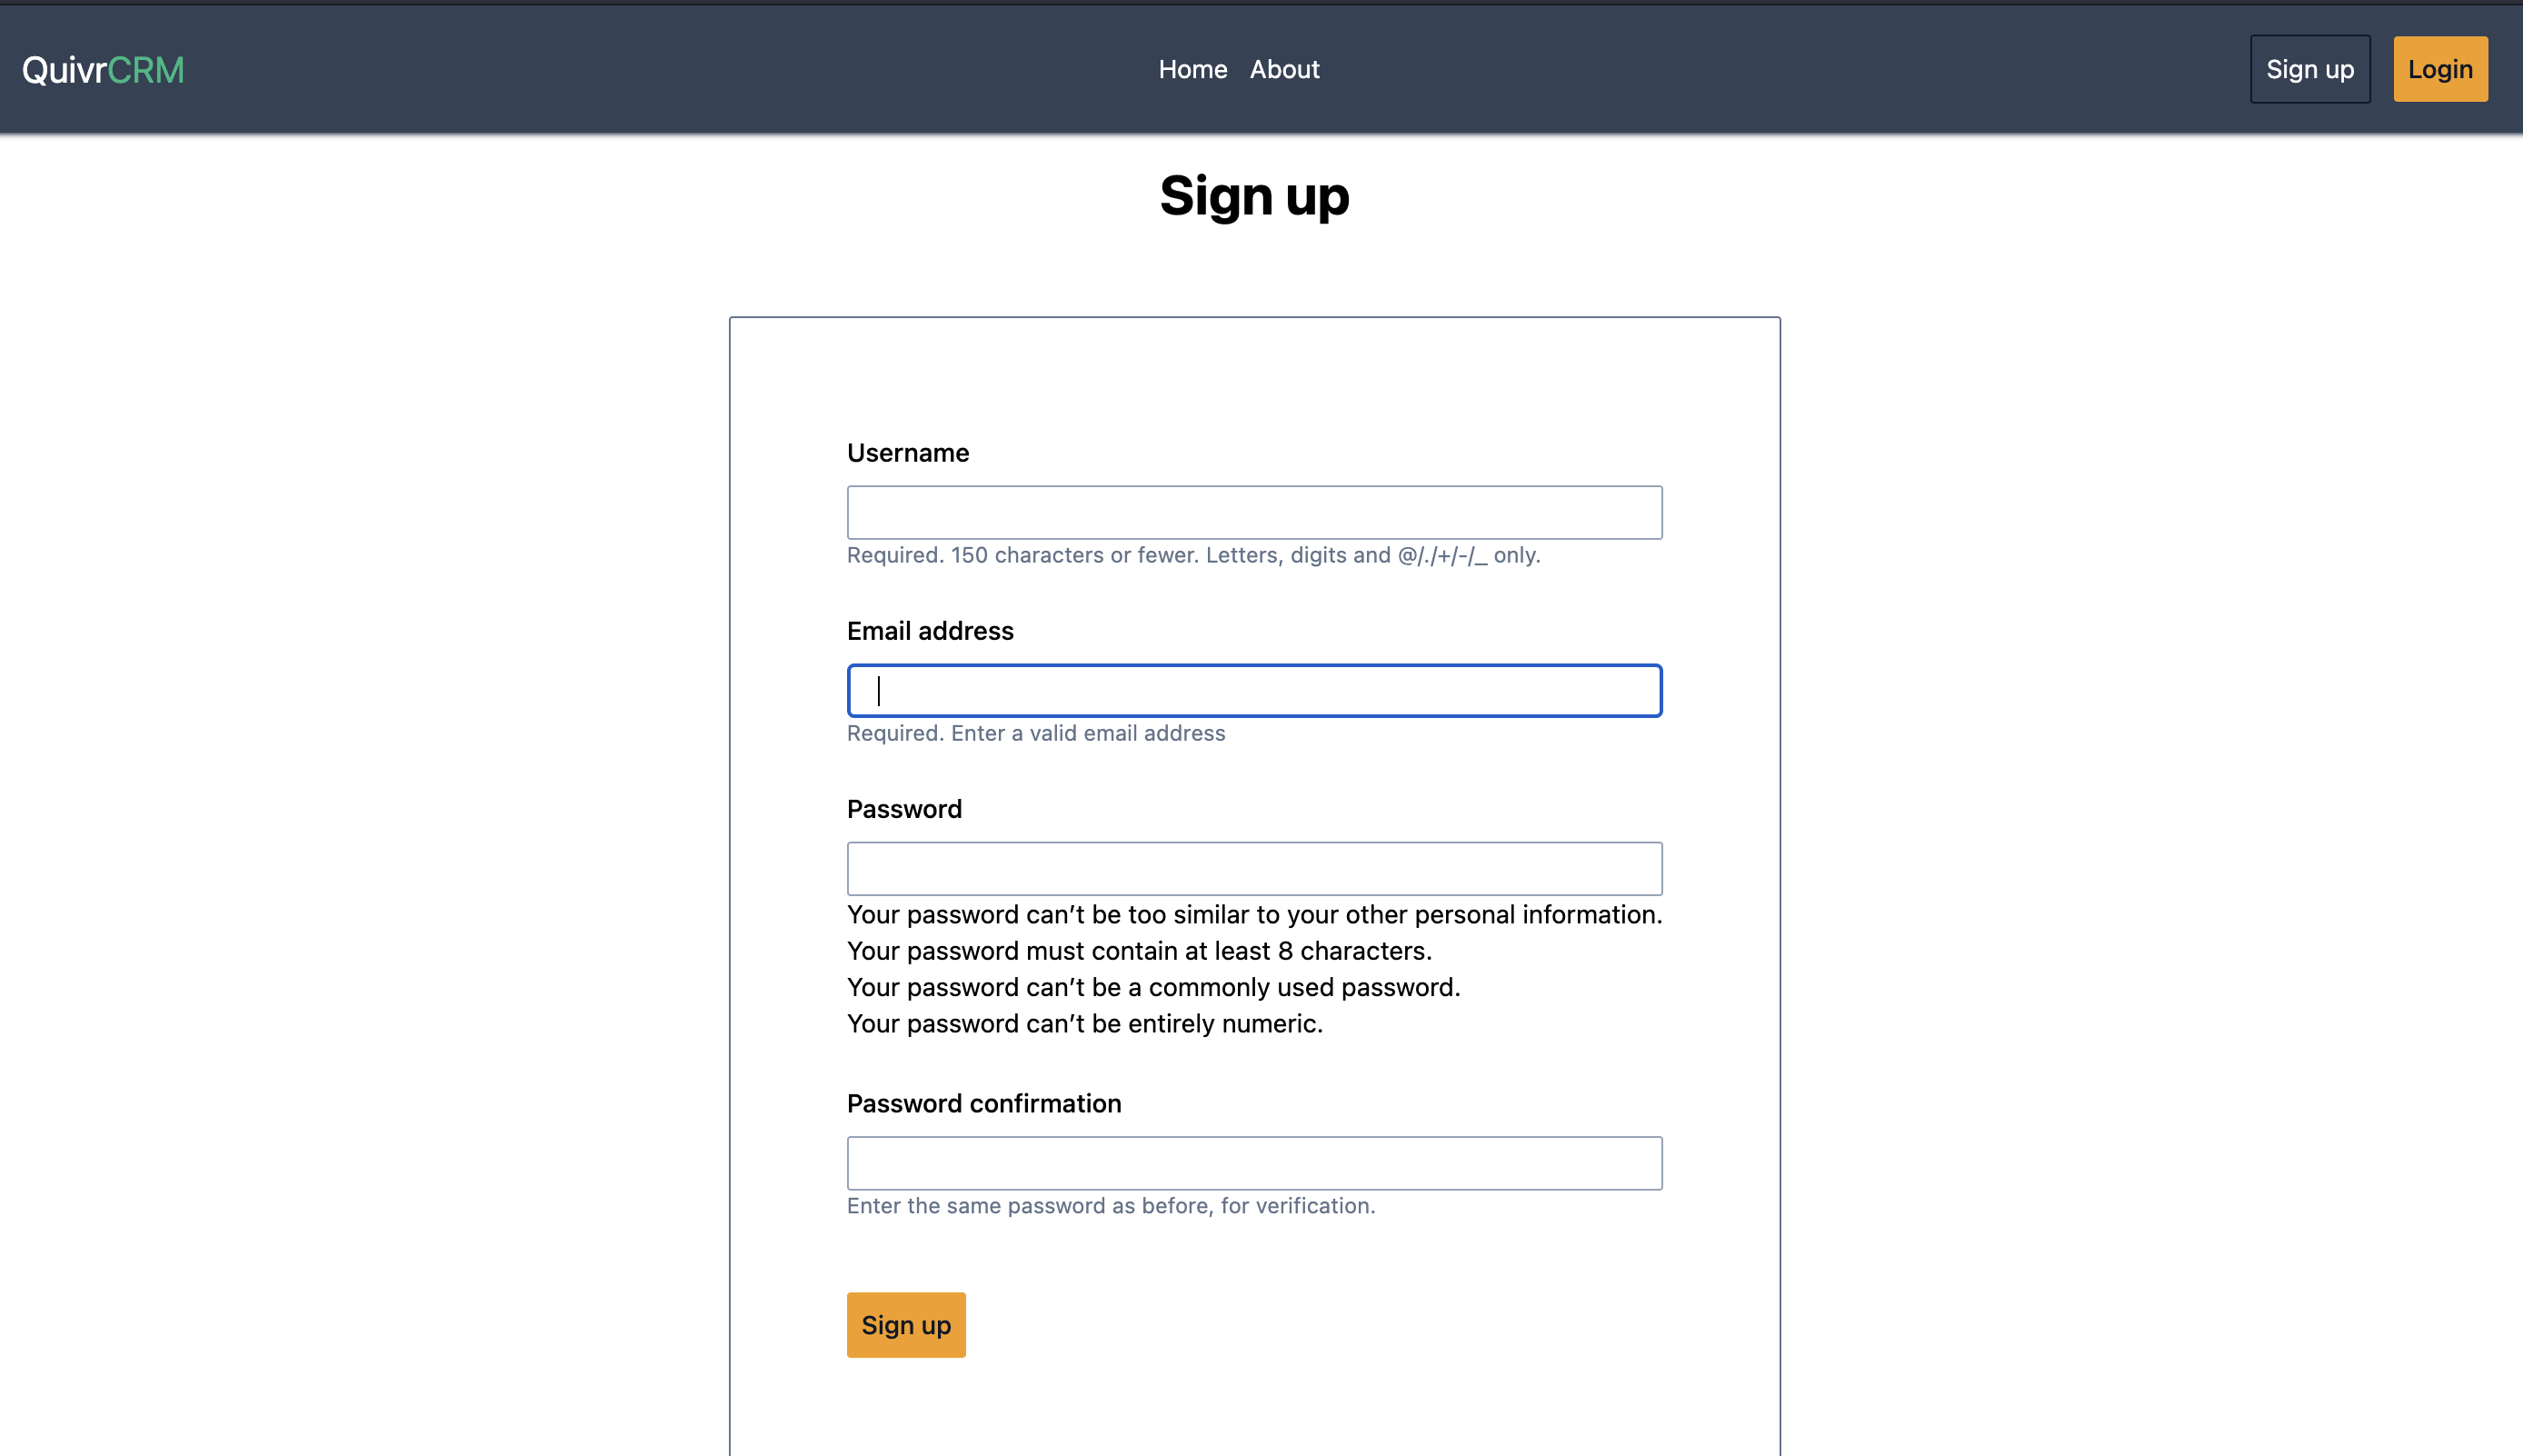 QuivrCRM
Home About
Sign up Login
Sign up
Username
Required. 150 characters or fewer. Letters, digits and @/./+/-/_ only.
Email address
Required. Enter a valid email address
Password
Your password can’t be too similar to your other personal information.
Your password must contain at least 8 characters.
Your password can’t be a commonly used password.
Your password can’t be entirely numeric.
Password confirmation
Enter the same password as before, for verification.
Sign up